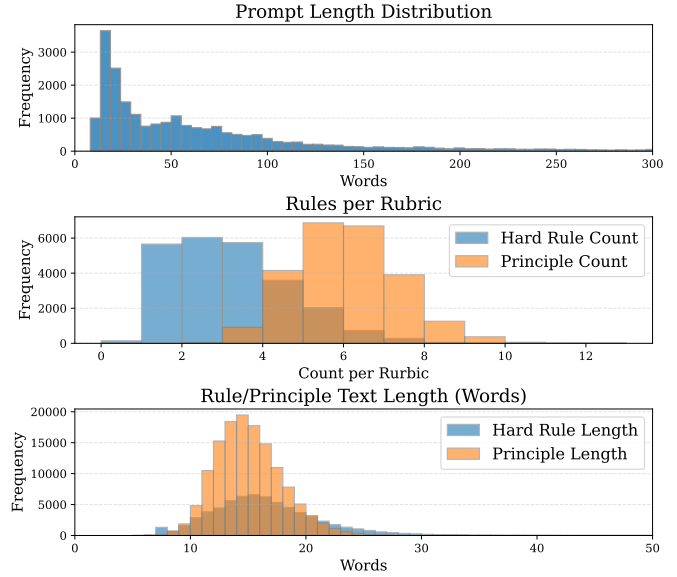 Prompt Length Distribution
Frequency
3000
2000
1000
0
0 50 100 150 200 250 300
Words
Rules per Rubric
Frequency
6000
4000
2000
0
Hard Rule Count
Principle Count
0 2 4 6 8 10 12
Count per Rurbic
Rule/Principle Text Length (Words)
Frequency
20000
15000
10000
5000
0
Hard Rule Length
Principle Length
0 10 20 30 40 50
Words